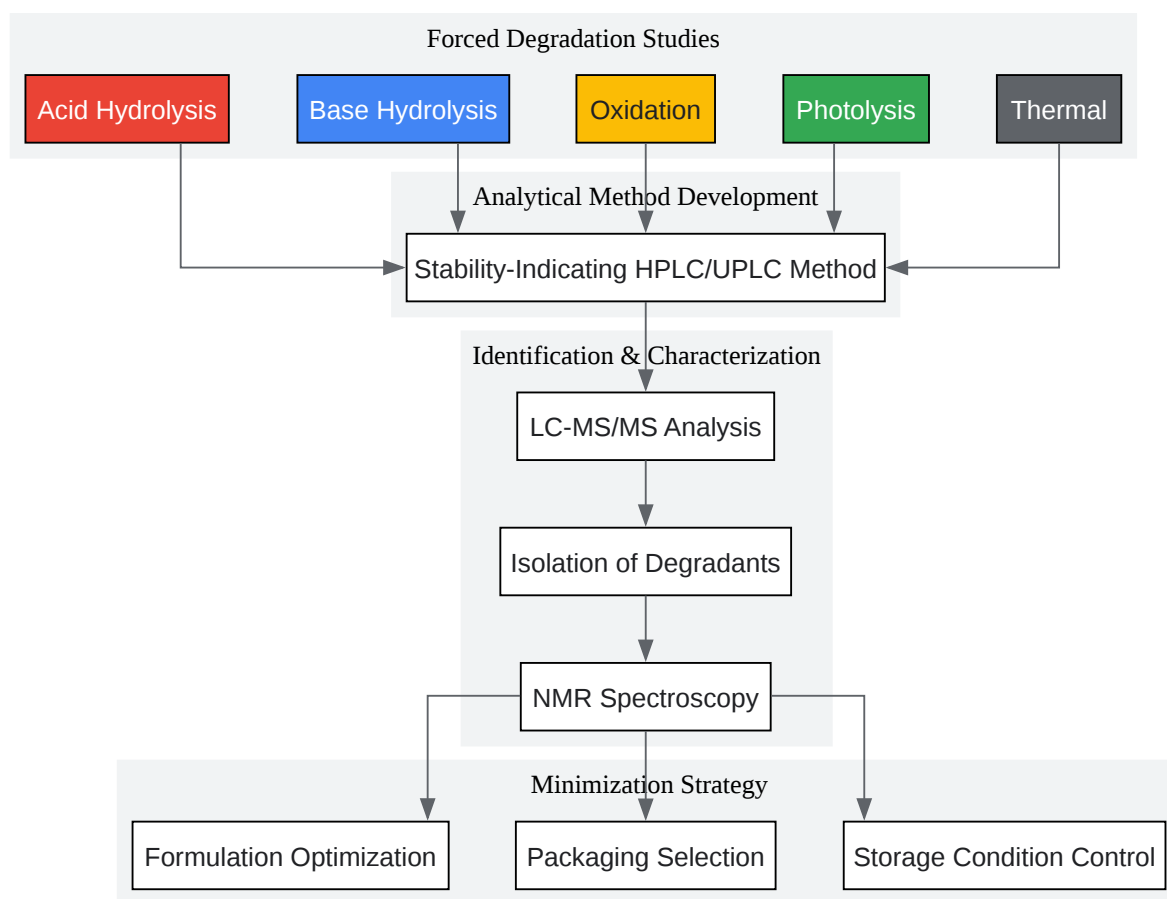 Forced Degradation Studies
Acid Hydrolysis
Base Hydrolysis
Oxidation
Photolysis
Thermal
Analytical Method Development
Stability-Indicating HPLC/UPLC Method
Identification & Characterization
LC-MS/MS Analysis
Isolation of Degradants
NMR Spectroscopy
Minimization Strategy
Formulation Optimization
Packaging Selection
Storage Condition Control